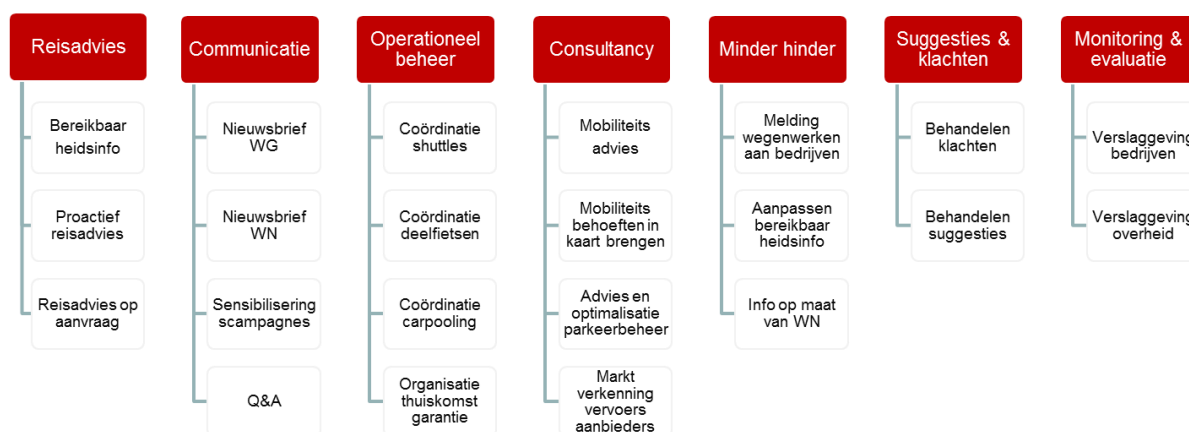 Reisadvies
Bereikbaar
heidsinfo
Proactief
reisadvies
Reisadvies op
aanvraag
Communicatie
Nieuwsbrief
WG
Nieuwsbrief
WN
Sensibilisering
scampagnes
Q&A
Operationeel
beheer
Coördinatie
shuttles
Coördinatie
deelfietsen
Coördinatie
carpooling
Organisatie
thuiskomst
garantie
Consultancy
Mobiliteits
advies
Mobiliteits
behoeften in
kaart brengen
Advies en
optimalisatie
parkeerbeheer
Markt
verkenning
vervoers
aanbieders
Minder hinder
Melding
wegenwerken
aan bedrijven
Aanpassen
bereikbaar
heidsinfo
Info op maat
van WN
Suggesties &
klachten
Behandelen
klachten
Behandelen
suggesties
Monitoring &
evaluatie
Verslaggeving
bedrijven
Verslaggeving
overheid